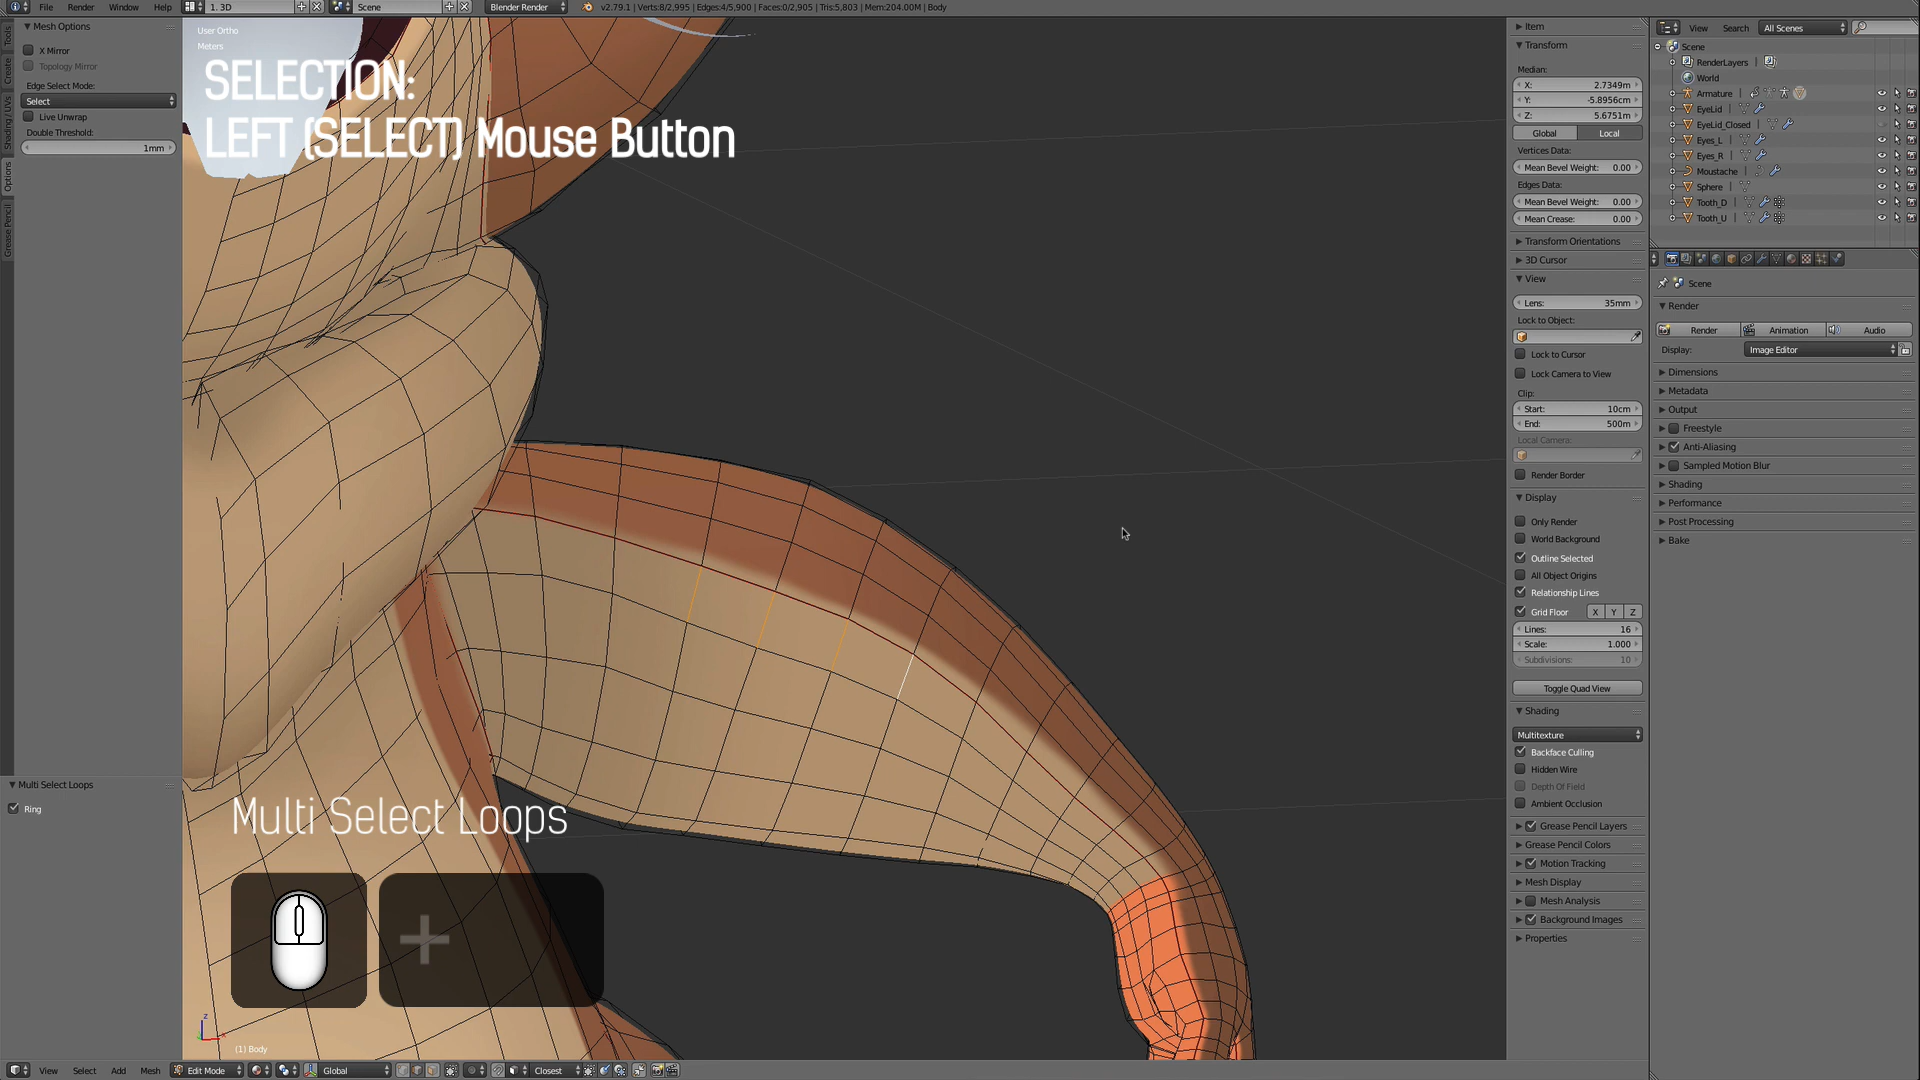 File Render Window Help
1. 3D
Scene
Blender Render
v2.79.1 | Verts:8/2,995 | Edges:4/5,900 | Faces:0/2,905 | Tris:5,803 | Mem:204.00M | Body
Tools
Create
Shading / UVs
Options
Grease Pencil
Mesh Options
X Mirror
Topology Mirror
Edge Select Mode:
Select
Live Unwrap
Double Threshold:
1mm
Multi Select Loops
Ring
User Ortho
Meters
SELECTION:
LEFT (SELECT) Mouse Button
Multi Select Loops
z
x
(1) Body
View Select Add Mesh
Edit Mode
Global
Closest
Item
Transform
Median:
X: 2.7349m
Y: -5.8956cm
Z: 5.6751m
Global Local
Vertices Data:
Mean Bevel Weight: 0.00
Edges Data:
Mean Bevel Weight: 0.00
Mean Crease: 0.00
Transform Orientations
3D Cursor
View
Lens: 35mm
Lock to Object:
Lock to Cursor
Lock Camera to View
Clip:
Start: 10cm
End: 500m
Local Camera:
Render Border
Display
Only Render
World Background
Outline Selected
All Object Origins
Relationship Lines
Grid Floor X Y Z
Lines: 16
Scale: 1.000
Subdivisions: 10
Toggle Quad View
Shading
Multitexture
Backface Culling
Hidden Wire
Depth Of Field
Ambient Occlusion
Grease Pencil Layers
Grease Pencil Colors
Motion Tracking
Mesh Display
Mesh Analysis
Background Images
Properties
View Search All Scenes
Scene
RenderLayers
World
Armature
EyeLid
EyeLid_Closed
Eyes_L
Eyes_R
Moustache
Sphere
Tooth_D
Tooth_U
Scene
Render
Render Animation Audio
Display: Image Editor
Dimensions
Metadata
Output
Freestyle
Anti-Aliasing
Sampled Motion Blur
Shading
Performance
Post Processing
Bake